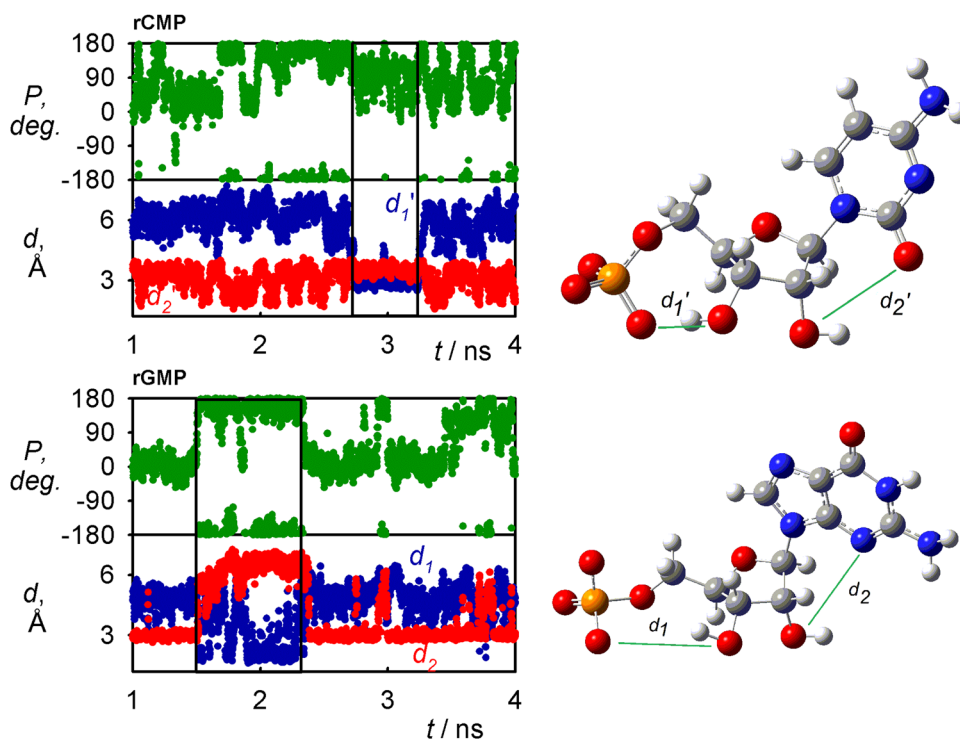 rCMP
180
90
P,
0
deg.
-90
-180
d₁'
6
d,
Å
3
d₂
1 2 3 4
t / ns
d₁'
d₂'
rGMP
180
90
P,
0
deg.
-90
-180
d₁
6
d,
Å
3
d₂
1 2 3 4
t / ns
d₁
d₂